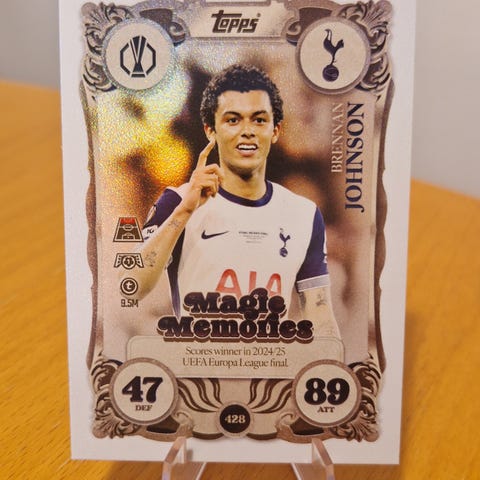 Topps
BRENNAN
JOHNSON
t
9.5M
AIA
Magic
Memories
Scores winner in 2024/25
UEFA Europa League final.
47
DEF
428
89
ATT